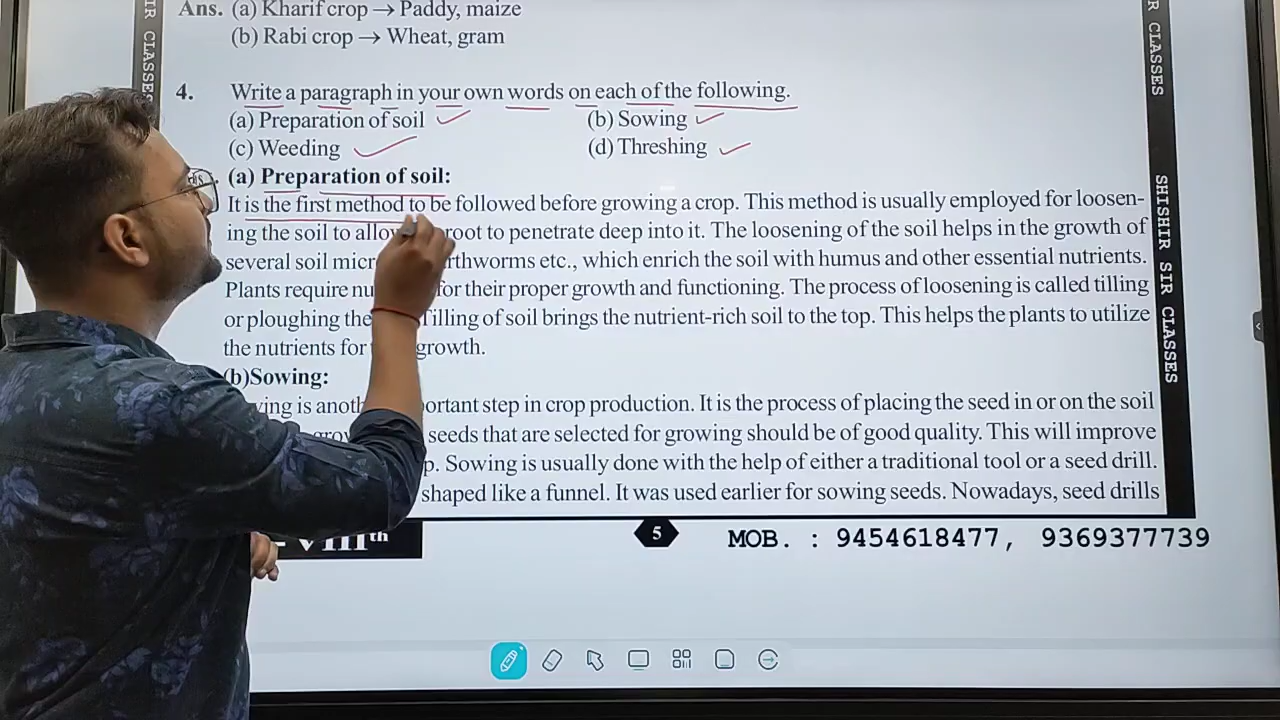 Ans. (a) Kharif crop → Paddy, maize
(b) Rabi crop → Wheat, gram
4. Write a paragraph in your own words on each of the following.
(a) Preparation of soil (b) Sowing
(c) Weeding (d) Threshing
(a) Preparation of soil:
It is the first method to be followed before growing a crop. This method is usually employed for loosen-
ing the soil to allow root to penetrate deep into it. The loosening of the soil helps in the growth of
several soil etc., which enrich the soil with humus and other essential nutrients.
Plants require for their proper growth and functioning. The process of loosening is called tilling
or ploughing the Tilling of soil brings the nutrient-rich soil to the top. This helps the plants to utilize
the nutrients for growth.
(b)Sowing:
is step in crop production. It is the process of placing the seed in or on the soil
seeds that are selected for growing should be of good quality. This will improve
Sowing is usually done with the help of either a traditional tool or a seed drill.
shaped like a funnel. It was used earlier for sowing seeds. Nowadays, seed drills
VIIIth
5
MOB. : 9454618477, 9369377739
IR CLASSES
R CLASSES
SHISHIR SIR CLASSES